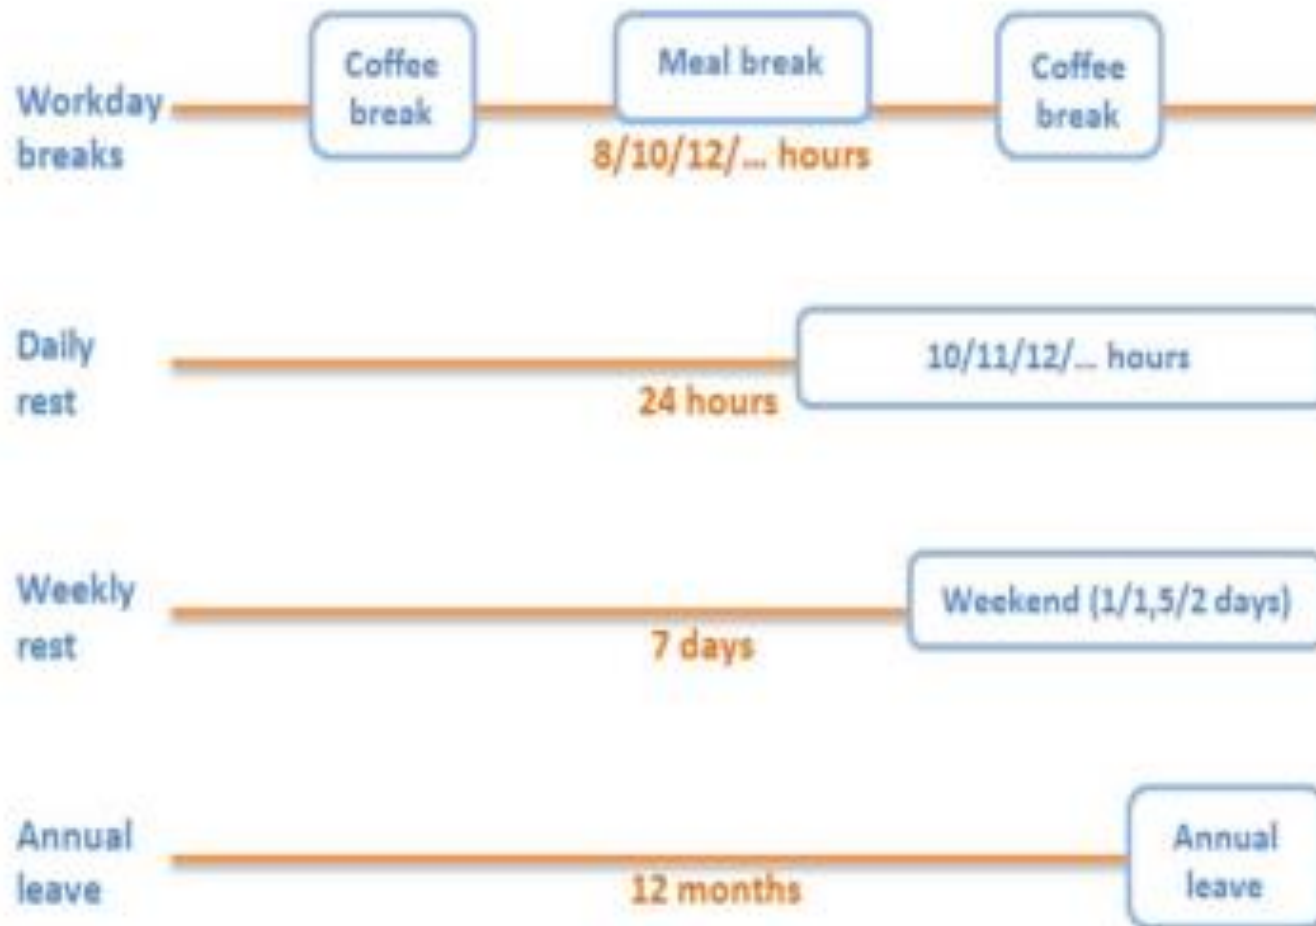 Workday
breaks
Coffee
break
Meal break
Coffee
break
8/10/12/... hours
Daily
rest
10/11/12/... hours
24 hours
Weekly
rest
Weekend (1/1,5/2 days)
7 days
Annual
leave
Annual
leave
12 months